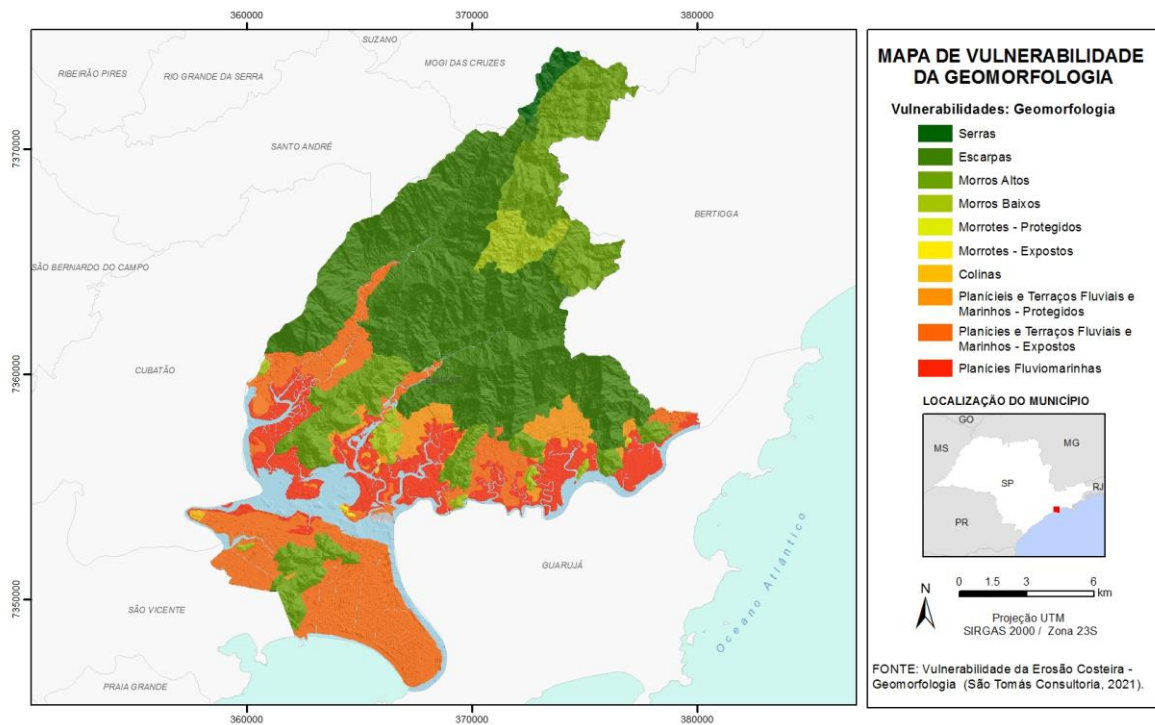 360000
370000
380000
SUZANO
MOGI DAS CRUZES
RIBEIRÃO PIRES
RIO GRANDE DA SERRA
7370000
SANTO ANDRÉ
BERTIOGA
SÃO BERNARDO DO CAMPO
7360000
CUBATÃO
GUARUJÁ
Oceano Atlântico
7350000
SÃO VICENTE
PRAIA GRANDE
360000
370000
380000
MAPA DE VULNERABILIDADE
DA GEOMORFOLOGIA
Vulnerabilidades: Geomorfologia
Serras
Escarpas
Morros Altos
Morros Baixos
Morrotes - Protegidos
Morrotes - Expostos
Colinas
Planícieis e Terraços Fluviais e
Marinhos - Protegidos
Planícies e Terraços Fluviais e
Marinhos - Expostos
Planícies Fluviomarinhas
LOCALIZAÇÃO DO MUNICÍPIO
GO
MS
MG
SP
RJ
PR
N
0 1.5 3 6
km
Projeção UTM
SIRGAS 2000 / Zona 23S
FONTE: Vulnerabilidade da Erosão Costeira -
Geomorfologia (São Tomás Consultoria, 2021).